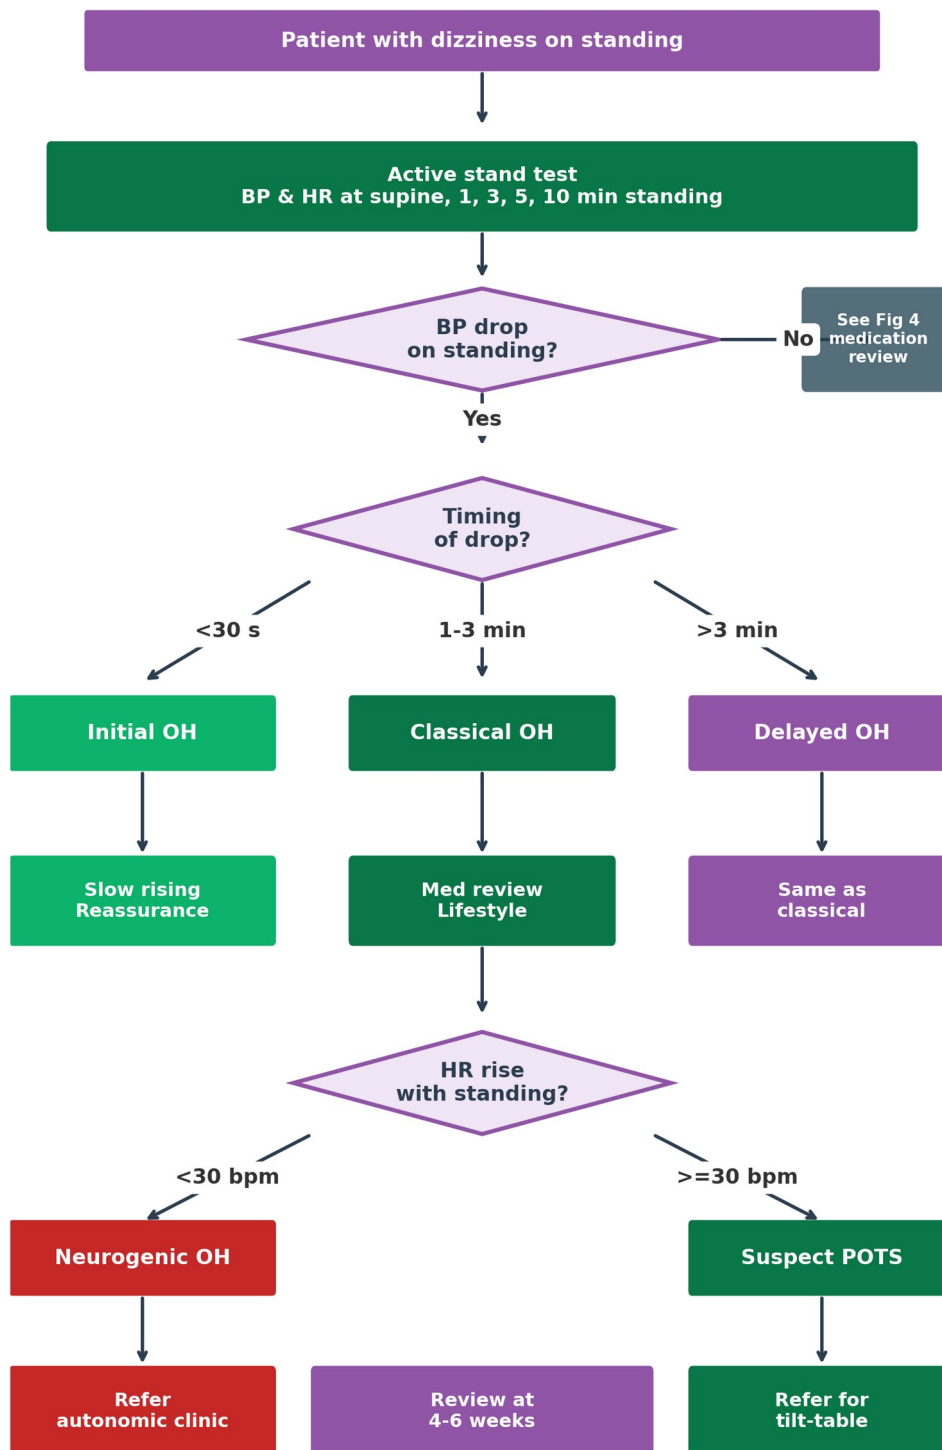 Patient with dizziness on standing
Active stand test
BP & HR at supine, 1, 3, 5, 10 min standing
BP drop
on standing?
No
See Fig 4
medication
review
Yes
Timing
of drop?
<30 s
1-3 min
>3 min
Initial OH
Classical OH
Delayed OH
Slow rising
Reassurance
Med review
Lifestyle
Same as
classical
HR rise
with standing?
<30 bpm
>=30 bpm
Neurogenic OH
Suspect POTS
Refer
autonomic clinic
Review at
4-6 weeks
Refer for
tilt-table